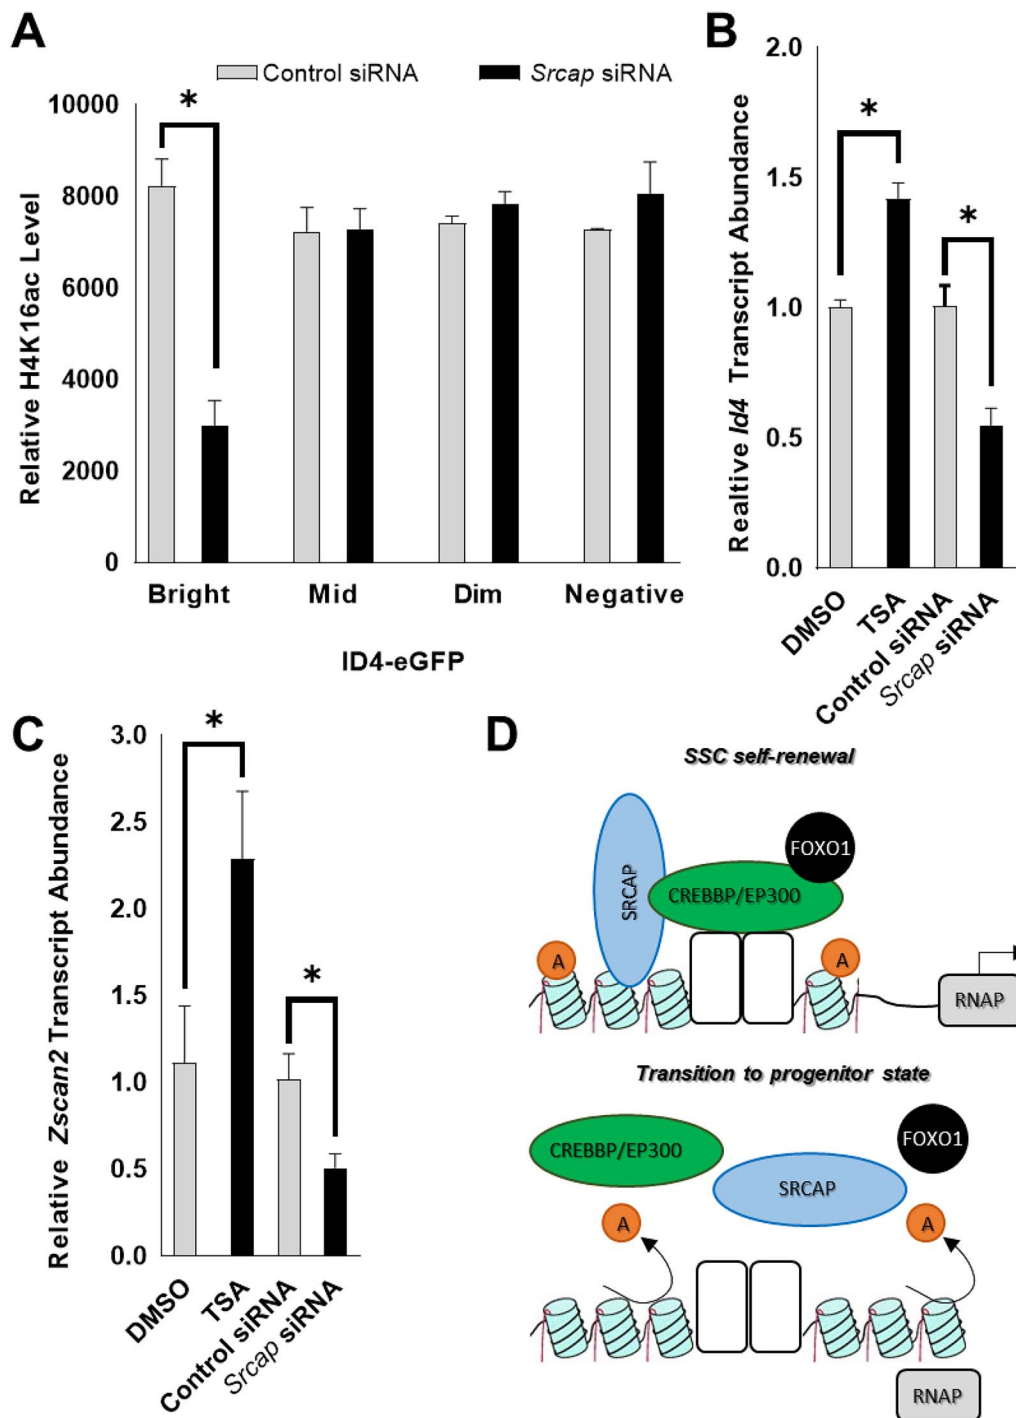 A
Control siRNA
Srcap siRNA
Relative H4K16ac Level
10000
8000
6000
4000
2000
0
*
Bright
Mid
Dim
Negative
ID4-eGFP
B
Realtive Id4 Transcript Abundance
2.0
1.5
1.0
0.5
0.0
*
*
DMSO
TSA
Control siRNA
Srcap siRNA
C
Relative Zscan2 Transcript Abundance
3.0
2.5
2.0
1.5
1.0
0.5
0.0
*
*
DMSO
TSA
Control siRNA
Srcap siRNA
D
SSC self-renewal
FOXO1
SRCAP
CREBBP/EP300
A
A
RNAP
Transition to progenitor state
FOXO1
CREBBP/EP300
SRCAP
A
A
RNAP